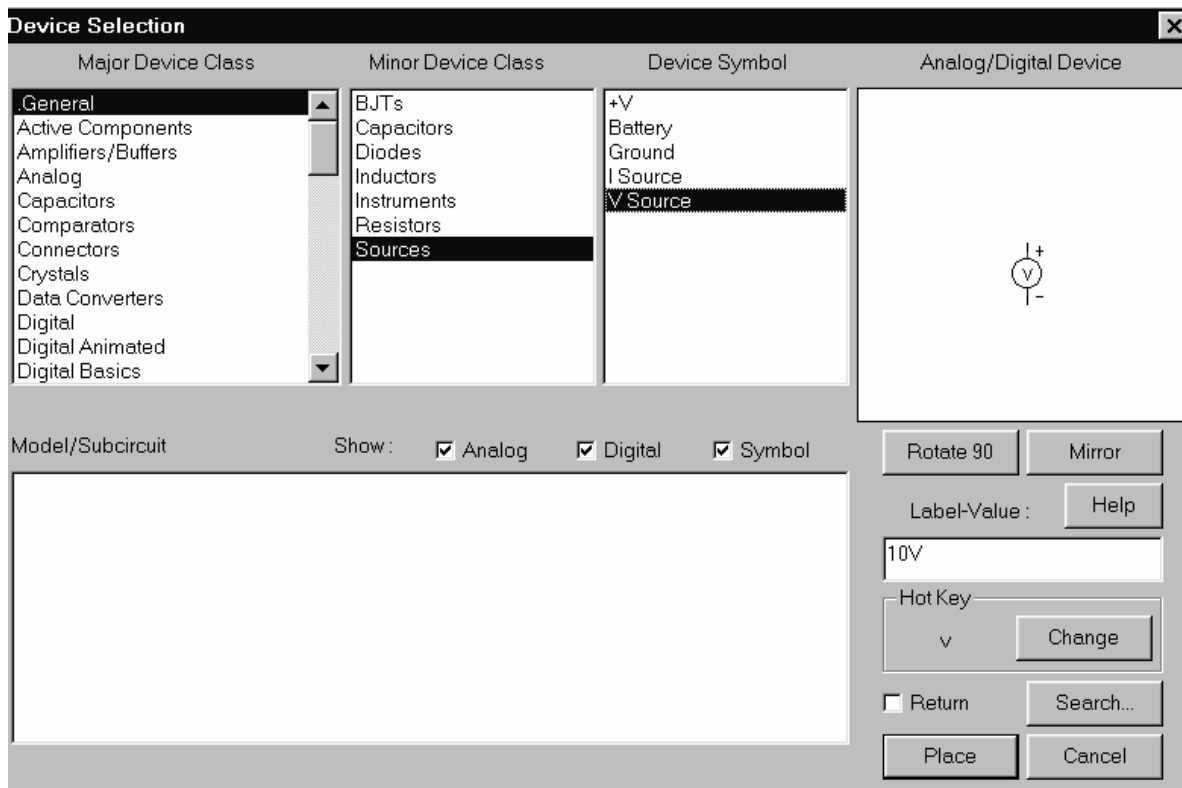 Device Selection
Major Device Class
Minor Device Class
Device Symbol
Analog/Digital Device
.General
Active Components
Amplifiers/Buffers
Analog
Capacitors
Comparators
Connectors
Crystals
Data Converters
Digital
Digital Animated
Digital Basics
BJTs
Capacitors
Diodes
Inductors
Instruments
Resistors
Sources
+V
Battery
Ground
I Source
V Source
+
V
-
Model/Subcircuit
Show :
Analog
Digital
Symbol
Rotate 90
Mirror
Label-Value :
Help
10V
Hot Key
v
Change
Return
Search...
Place
Cancel